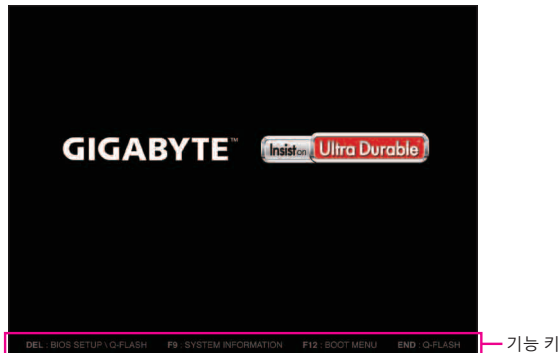 GIGABYTE™ Insist on Ultra Durable™
DEL : BIOS SETUP \ Q-FLASH F9 : SYSTEM INFORMATION F12 : BOOT MENU END : Q-FLASH
기능 키